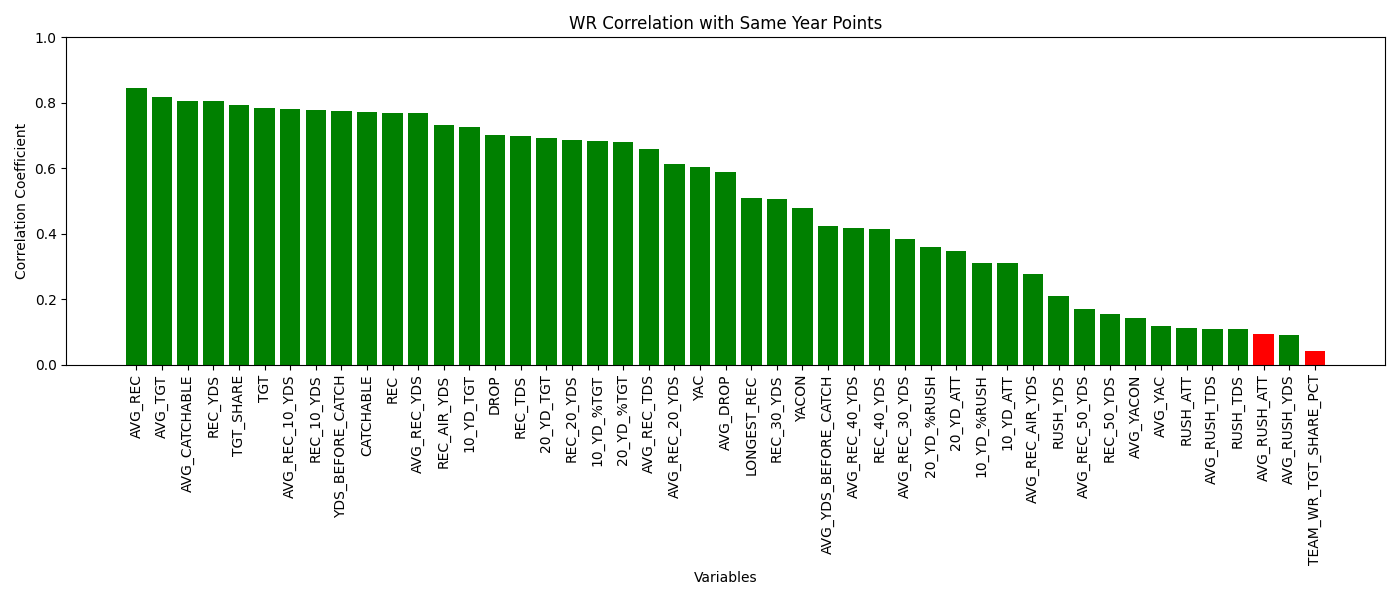 WR Correlation with Same Year Points
1.0
0.8
0.6
0.4
0.2
0.0
Correlation Coefficient
AVG_REC
AVG_TGT
AVG_CATCHABLE
REC_YDS
TGT_SHARE
TGT
AVG_REC_10_YDS
REC_10_YDS
YDS_BEFORE_CATCH
CATCHABLE
REC
AVG_REC_YDS
REC_AIR_YDS
10_YD_TGT
DROP
REC_TDS
20_YD_TGT
REC_20_YDS
10_YD_%TGT
20_YD_%TGT
AVG_REC_TDS
AVG_REC_20_YDS
YAC
AVG_DROP
LONGEST_REC
REC_30_YDS
YACON
AVG_YDS_BEFORE_CATCH
AVG_REC_40_YDS
REC_40_YDS
AVG_REC_30_YDS
20_YD_%RUSH
20_YD_ATT
10_YD_%RUSH
10_YD_ATT
AVG_REC_AIR_YDS
RUSH_YDS
AVG_REC_50_YDS
REC_50_YDS
AVG_YACON
AVG_YAC
RUSH_ATT
AVG_RUSH_TDS
RUSH_TDS
AVG_RUSH_ATT
AVG_RUSH_YDS
TEAM_WR_TGT_SHARE_PCT
Variables